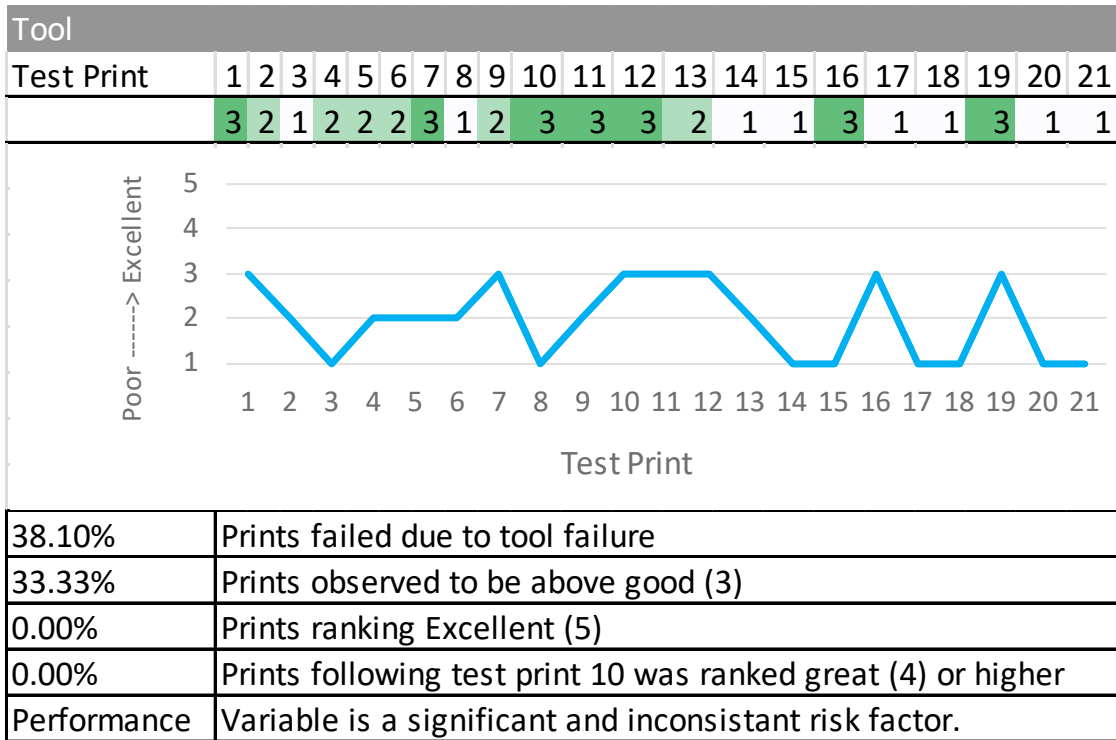 Tool
Test Print 1 2 3 4 5 6 7 8 9 10 11 12 13 14 15 16 17 18 19 20 21
3 2 1 2 2 2 3 1 2 3 3 3 2 1 1 3 1 1 3 1 1
Poor -------> Excellent
5
4
3
2
1
1 2 3 4 5 6 7 8 9 10 11 12 13 14 15 16 17 18 19 20 21
Test Print
38.10% Prints failed due to tool failure
33.33% Prints observed to be above good (3)
0.00% Prints ranking Excellent (5)
0.00% Prints following test print 10 was ranked great (4) or higher
Performance Variable is a significant and inconsistant risk factor.